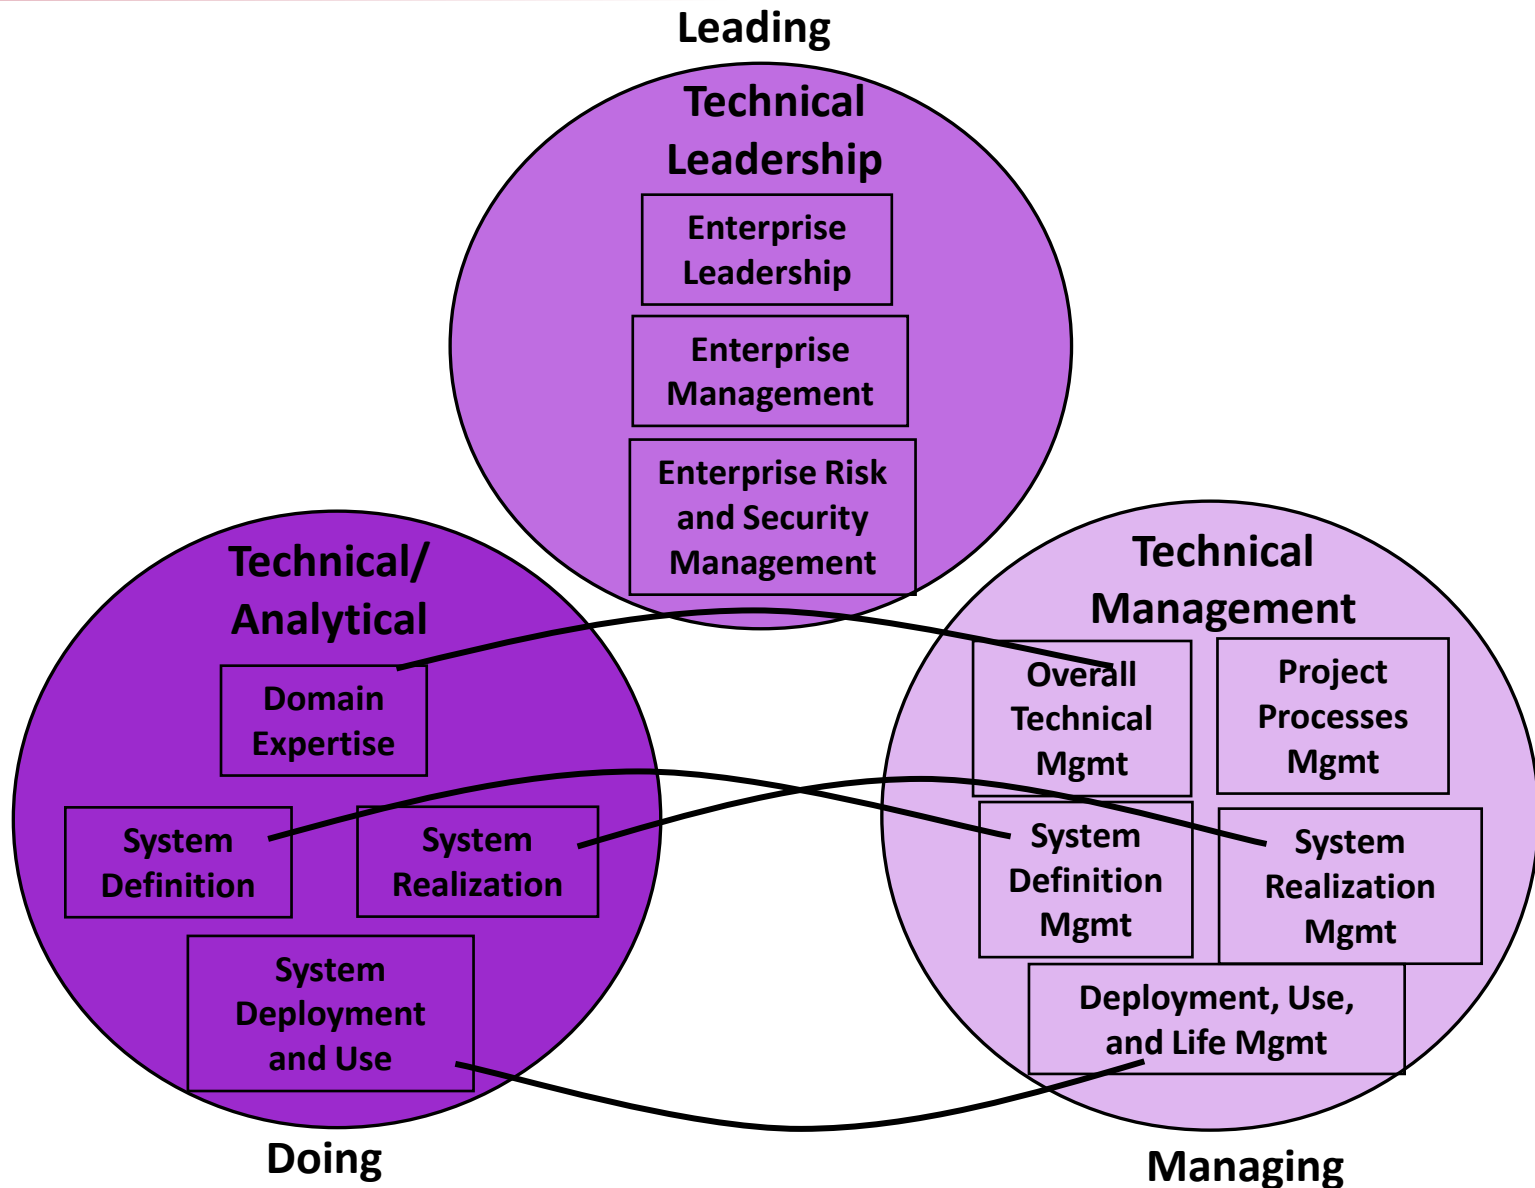 Leading
Technical
Leadership
Enterprise
Leadership
Enterprise
Management
Enterprise Risk
and Security
Management
Technical/
Analytical
Domain
Expertise
System
Definition
System
Realization
System
Deployment
and Use
Doing
Technical
Management
Overall
Technical
Mgmt
Project
Processes
Mgmt
System
Definition
Mgmt
System
Realization
Mgmt
Deployment, Use,
and Life Mgmt
Managing